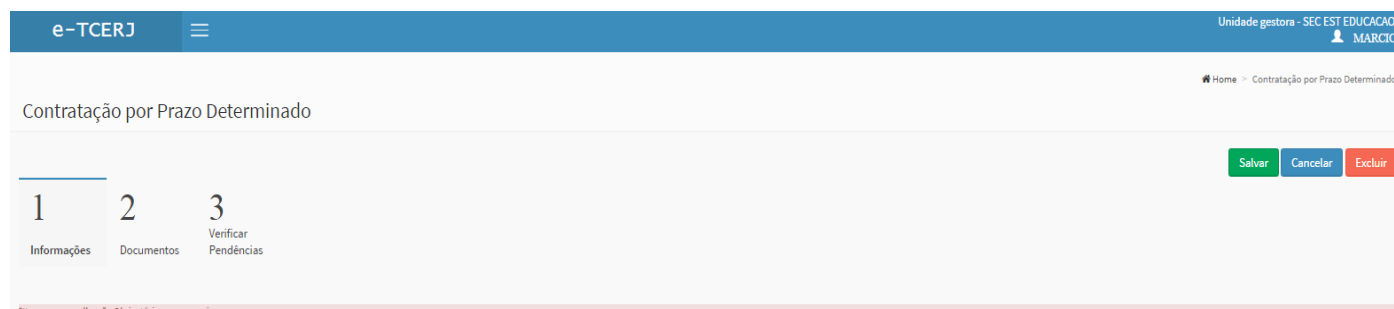 e-TCERJ
Unidade gestora - SEC EST EDUCACAO
MARCIO
Home > Contratação por Prazo Determinado
Contratação por Prazo Determinado
Salvar Cancelar Excluir
1
Informações
2
Documentos
3
Verificar
Pendências